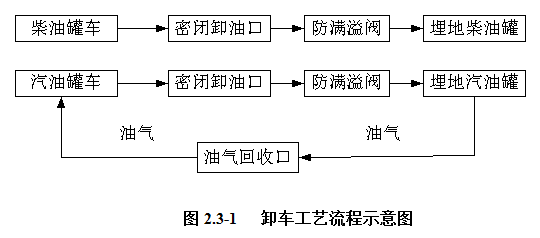 柴油罐车 密闭卸油口 防满溢阀 埋地柴油罐
汽油罐车 密闭卸油口 防满溢阀 埋地汽油罐
油气 油气
油气回收口
图 2.3-1 卸车工艺流程示意图